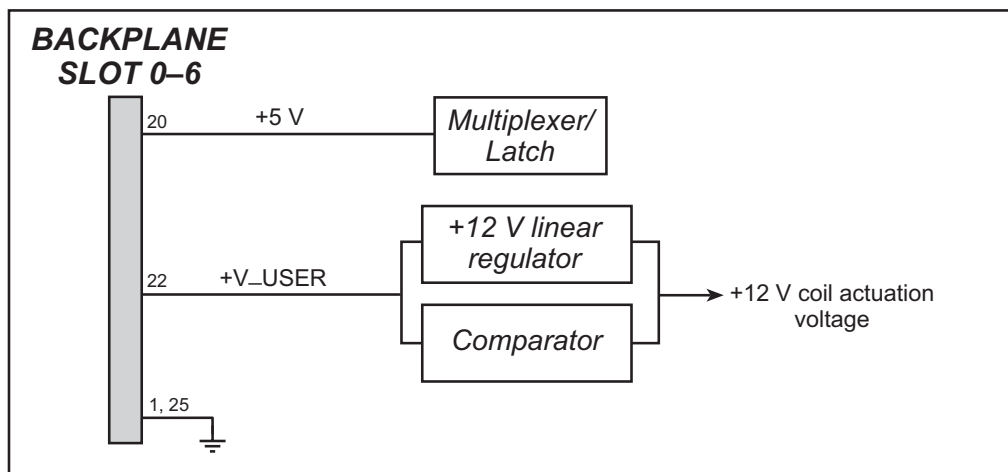 BACKPLANE
SLOT 0–6
20
+5 V
Multiplexer/
Latch
22
+V_USER
+12 V linear
regulator
Comparator
+12 V coil actuation
voltage
1, 25